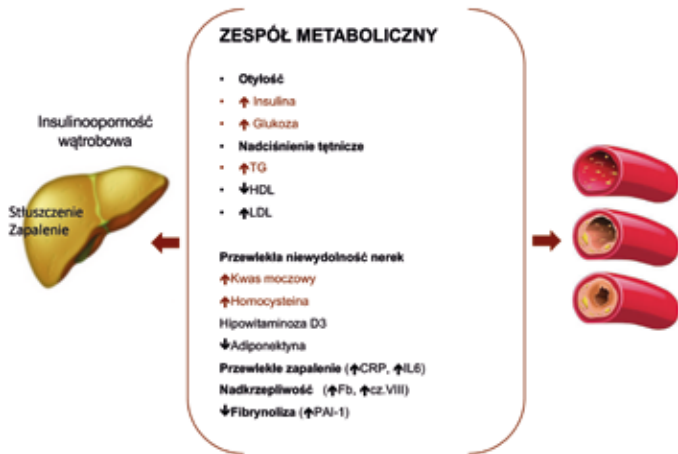 ZESPÓŁ METABOLICZNY
• Otyłość
• ↑ Insulina
• ↑ Glukoza
• Nadciśnienie tętnicze
• ↑TG
• ↓HDL
• ↑LDL
Przewlekła niewydolność nerek
↑Kwas moczowy
↑Homocysteina
Hipowitaminoza D3
↓Adiponektyna
Przewlekłe zapalenie (↑CRP, ↑IL6)
Nadkrzepliwość (↑Fb, ↑cz.VIII)
↓Fibrynoliza (↑PAI-1)
Insulinooporność
wątrobowa
Stłuszczenie
Zapalenie